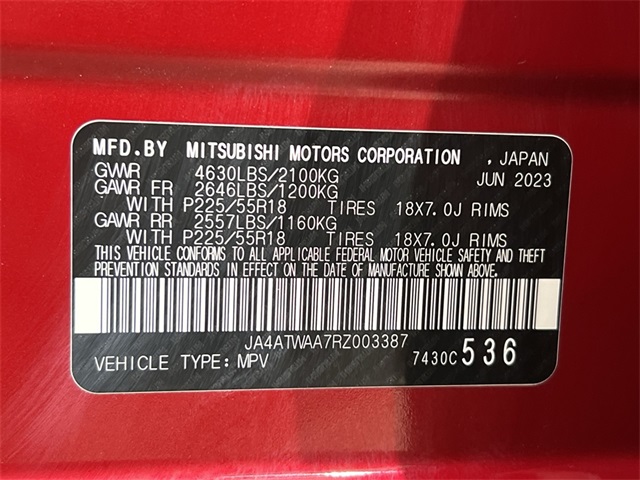 MFD.BY MITSUBISHI MOTORS CORPORATION , JAPAN
GVWR 4630LBS/2100KG JUN 2023
GAWR FR 2646LBS/1200KG
WITH P225/55R18 TIRES 18X7.0J RIMS
GAWR RR 2557LBS/1160KG
WITH P225/55R18 TIRES 18X7.0J RIMS
THIS VEHICLE CONFORMS TO ALL APPLICABLE FEDERAL MOTOR VEHICLE SAFETY AND THEFT
PREVENTION STANDARDS IN EFFECT ON THE DATE OF MANUFACTURE SHOWN ABOVE.
JA4ATWAA7RZ003387
VEHICLE TYPE: MPV 7430C 536